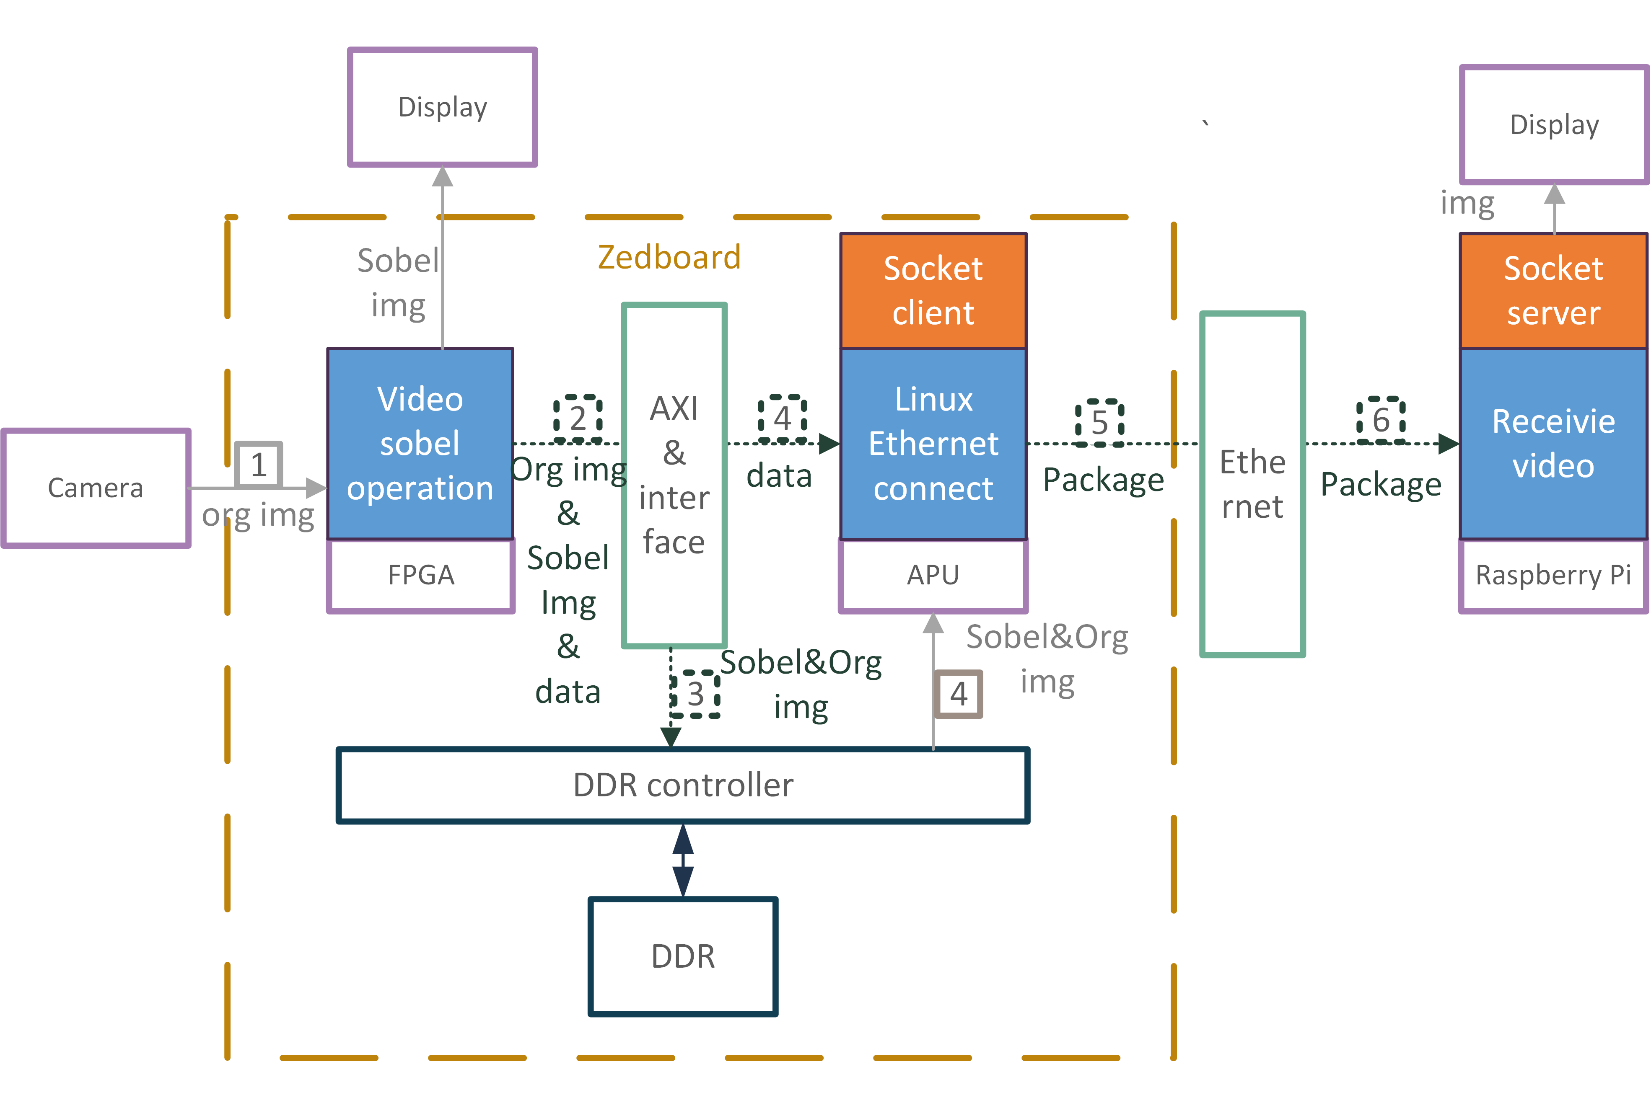 Display
`
Display
img
Zedboard
Sobel
img
Socket
client
Socket
server
Video
sobel
operation
FPGA
2
Org img
&
Sobel
Img
&
data
AXI
&
inter
face
4
data
Linux
Ethernet
connect
APU
5
Package
Ethe
rnet
6
Package
Receivie
video
Raspberry Pi
Camera
1
org img
3
Sobel&Org
img
4
Sobel&Org
img
DDR controller
DDR